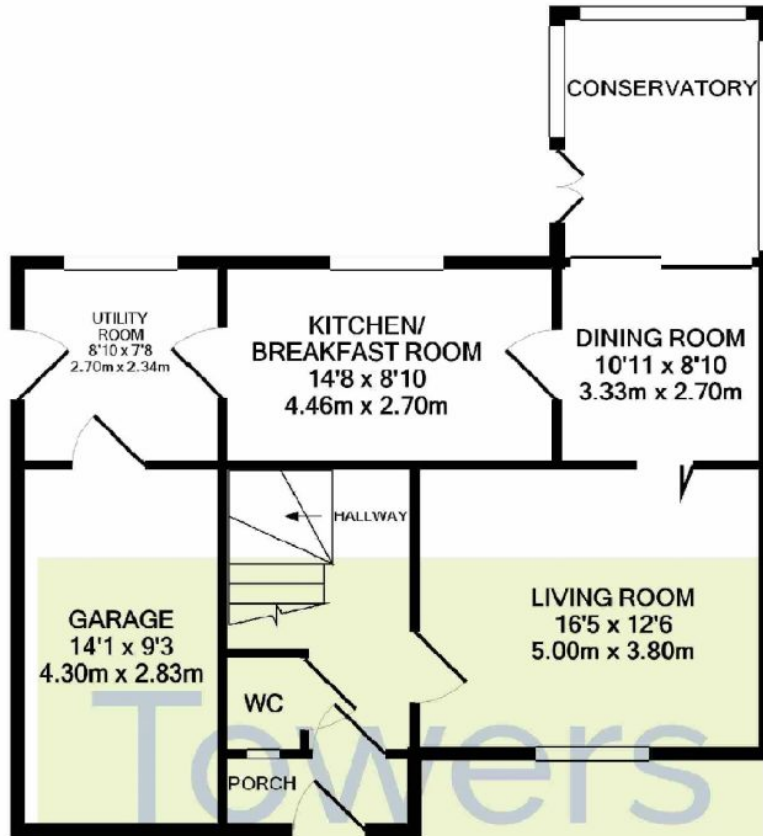 CONSERVATORY
UTILITY
ROOM
8'10 x 7'8
2.70m x 2.34m
KITCHEN/
BREAKFAST ROOM
14'8 x 8'10
4.46m x 2.70m
DINING ROOM
10'11 x 8'10
3.33m x 2.70m
HALLWAY
GARAGE
14'1 x 9'3
4.30m x 2.83m
LIVING ROOM
16'5 x 12'6
5.00m x 3.80m
WC
PORCH
Towers